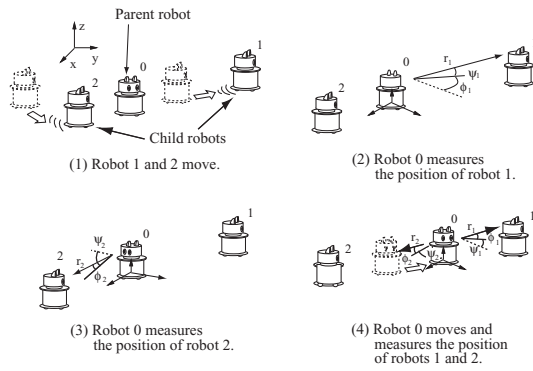 Parent robot
z
y
x
0
1
2
Child robots
(1) Robot 1 and 2 move.
0
1
2
r1
ψ1
ϕ1
(2) Robot 0 measures
the position of robot 1.
0
1
2
ψ2
r2
ϕ2
(3) Robot 0 measures
the position of robot 2.
0
1
2
r2
ϕ2
ψ2
r1
ϕ1
ψ1
(4) Robot 0 moves and
measures the position
of robots 1 and 2.